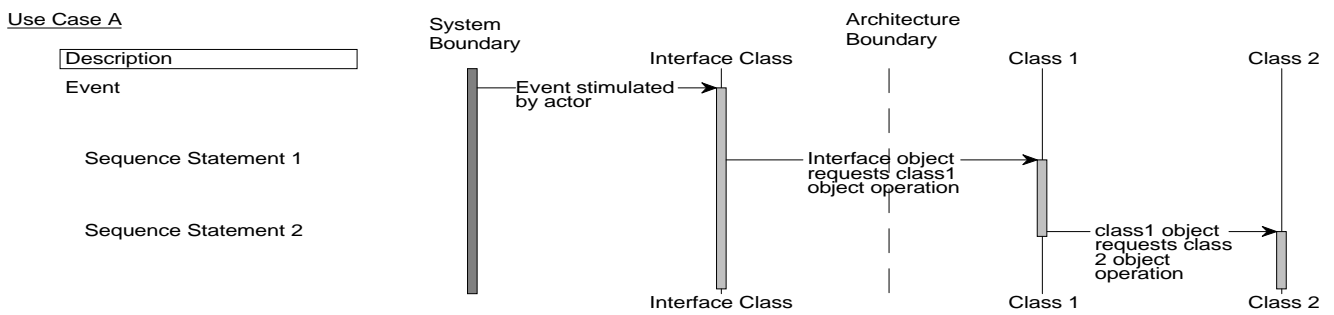 Use Case A
System
Boundary
Architecture
Boundary
Description
Interface Class
Class 1
Class 2
Event
Event stimulated
by actor
Sequence Statement 1
Interface object
requests class1
object operation
Sequence Statement 2
class1 object
requests class
2 object
operation
Interface Class
Class 1
Class 2